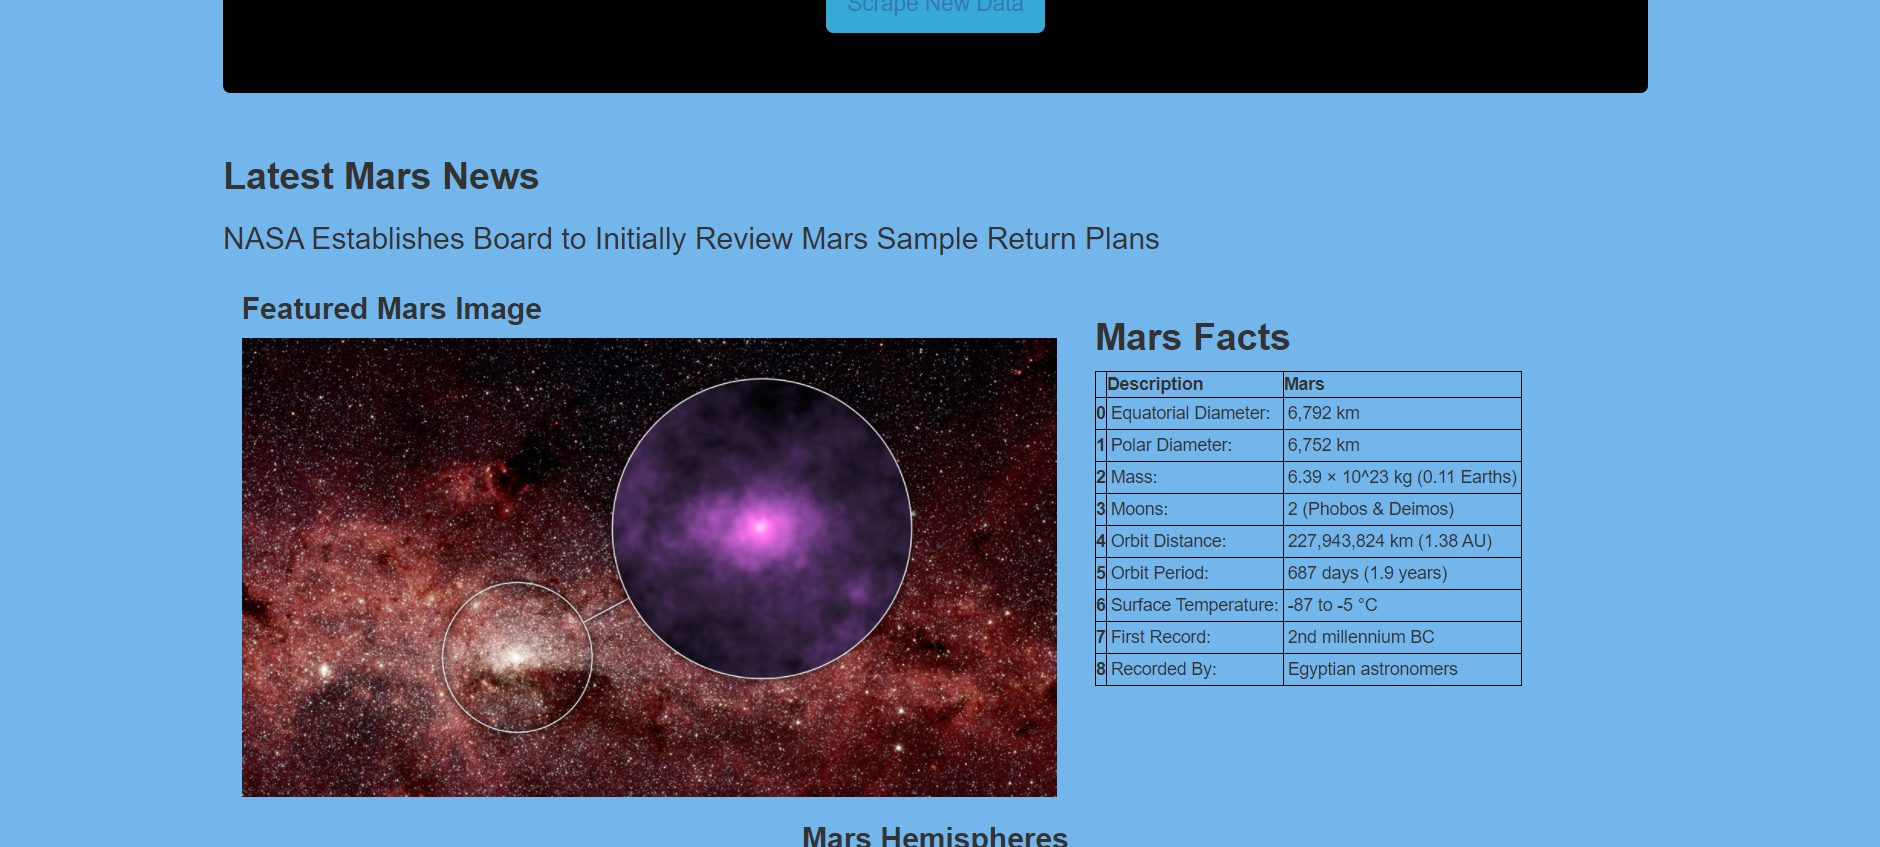 Scrape New Data
Latest Mars News
NASA Establishes Board to Initially Review Mars Sample Return Plans
Featured Mars Image
Mars Facts
Description Mars
0 Equatorial Diameter: 6,792 km
1 Polar Diameter: 6,752 km
2 Mass: 6.39 × 10^23 kg (0.11 Earths)
3 Moons: 2 (Phobos & Deimos)
4 Orbit Distance: 227,943,824 km (1.38 AU)
5 Orbit Period: 687 days (1.9 years)
6 Surface Temperature: -87 to -5 °C
7 First Record: 2nd millennium BC
8 Recorded By: Egyptian astronomers
Mars Hemispheres